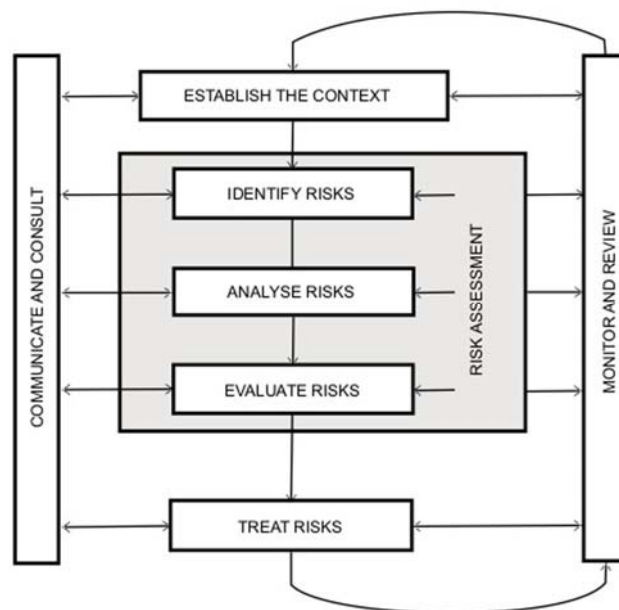 ESTABLISH THE CONTEXT
COMMUNICATE AND CONSULT
IDENTIFY RISKS
ANALYSE RISKS
EVALUATE RISKS
RISK ASSESSMENT
MONITOR AND REVIEW
TREAT RISKS